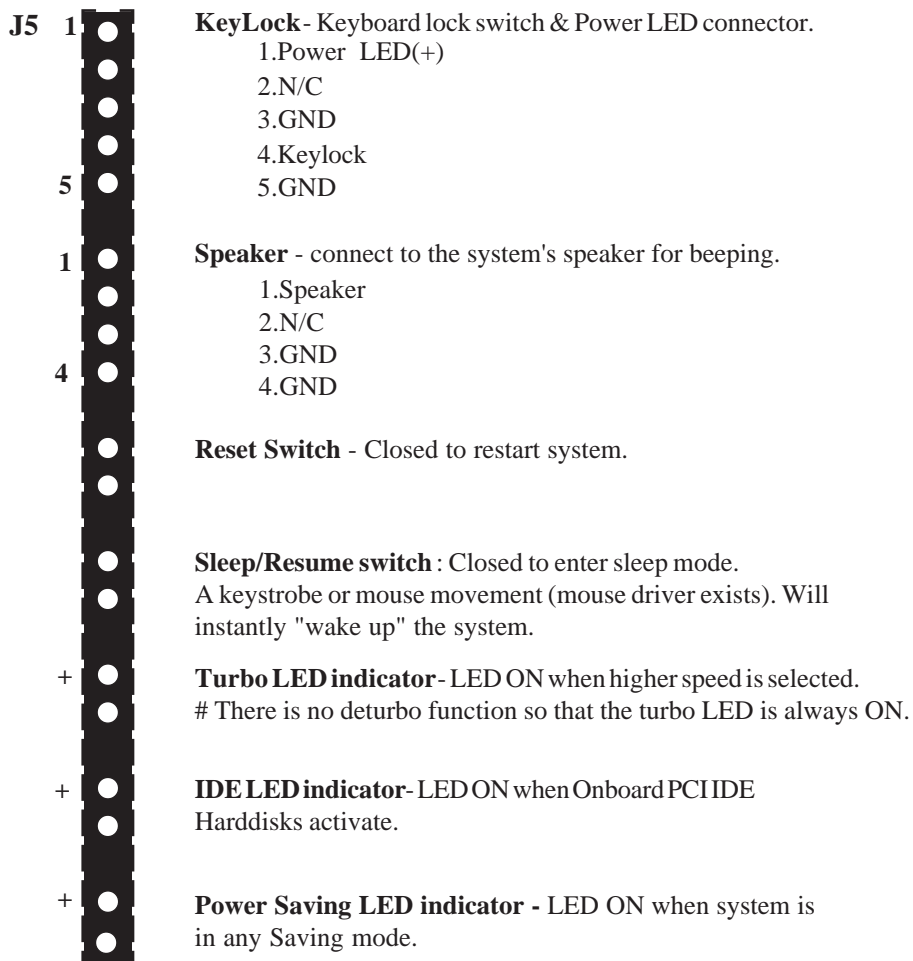 J5 1 KeyLock - Keyboard lock switch & Power LED connector.
1.Power LED(+)
2.N/C
3.GND
4.Keylock
5 5.GND
1 Speaker - connect to the system's speaker for beeping.
1.Speaker
2.N/C
3.GND
4 4.GND
Reset Switch - Closed to restart system.
Sleep/Resume switch : Closed to enter sleep mode.
A keystrobe or mouse movement (mouse driver exists). Will
instantly "wake up" the system.
+ Turbo LED indicator - LED ON when higher speed is selected.
# There is no deturbo function so that the turbo LED is always ON.
+ IDE LED indicator - LED ON when Onboard PCI IDE
Harddisks activate.
+ Power Saving LED indicator - LED ON when system is
in any Saving mode.